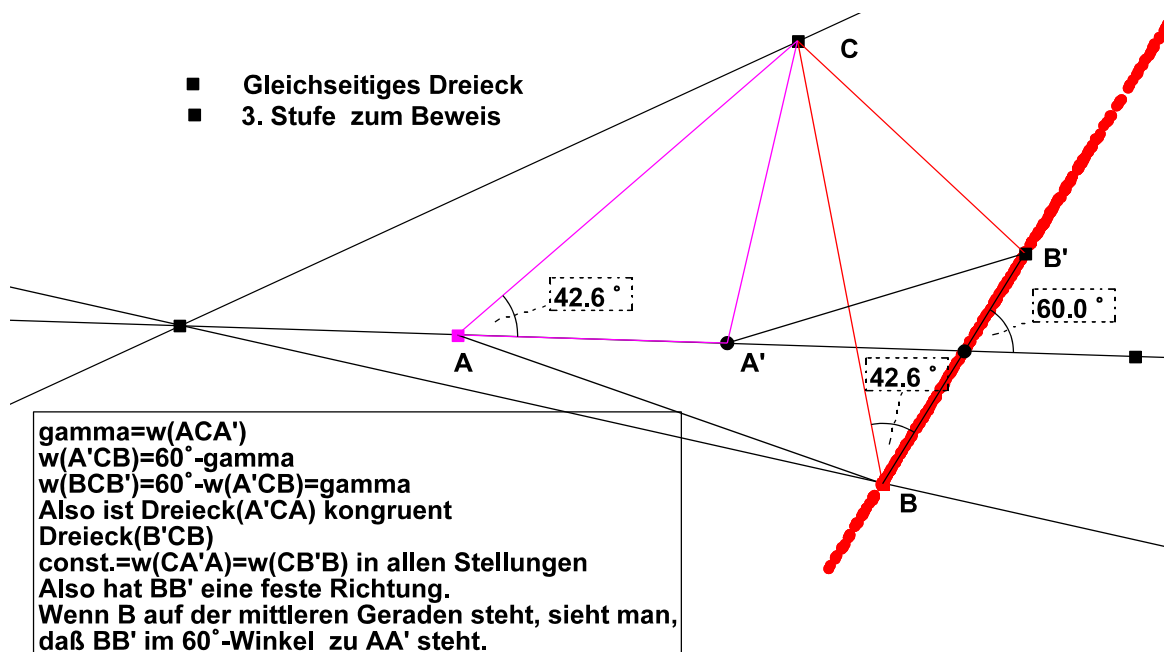 C
■ Gleichseitiges Dreieck
■ 3. Stufe zum Beweis
B'
42.6 °
60.0 °
A
A'
42.6 °
B
gamma=w(ACA')
w(A'CB)=60°-gamma
w(BCB')=60°-w(A'CB)=gamma
Also ist Dreieck(A'CA) kongruent
Dreieck(B'CB)
const.=w(CA'A)=w(CB'B) in allen Stellungen
Also hat BB' eine feste Richtung.
Wenn B auf der mittleren Geraden steht, sieht man,
daß BB' im 60°-Winkel zu AA' steht.